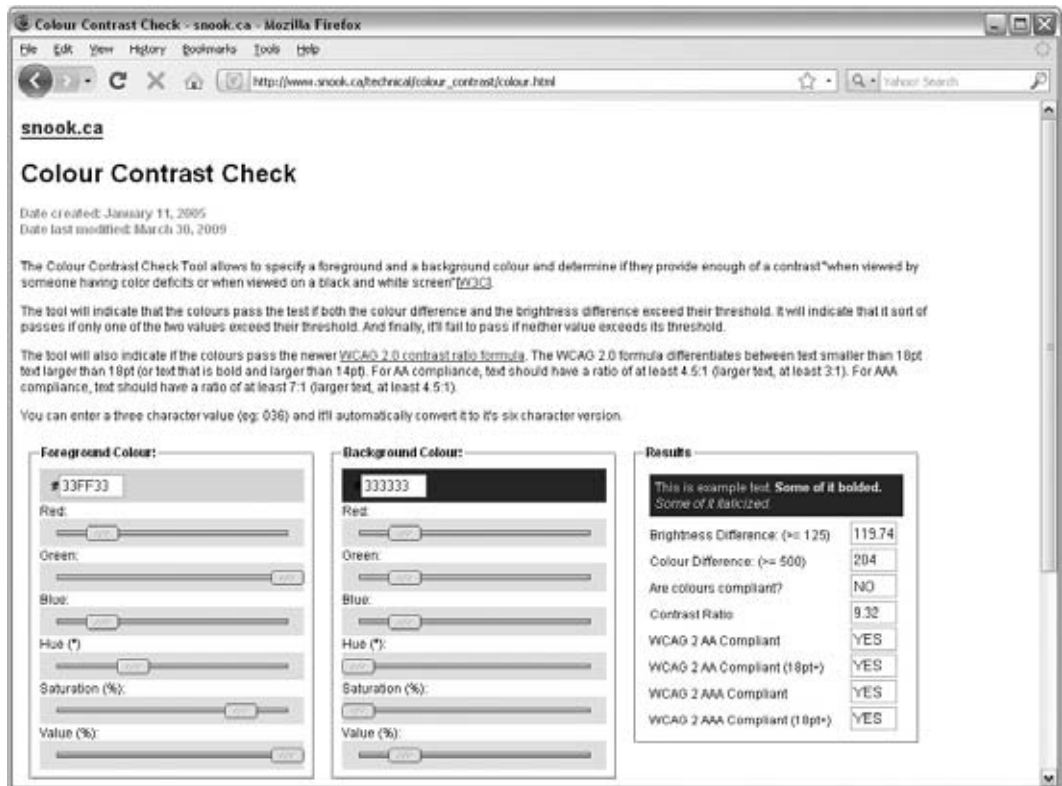 Colour Contrast Check - snook.ca - Mozilla Firefox
File Edit View History Bookmarks Tools Help
http://www.snook.ca/technical/colour_contrast/colour.html
Yahoo! Search
snook.ca
Colour Contrast Check
Date created: January 11, 2005
Date last modified: March 30, 2009
The Colour Contrast Check Tool allows to specify a foreground and a background colour and determine if they provide enough of a contrast "when viewed by
someone having color deficits or when viewed on a black and white screen"[W3C].
The tool will indicate that the colours pass the test if both the colour difference and the brightness difference exceed their threshold. It will indicate that it sort of
passes if only one of the two values exceed their threshold. And finally, it'll fail to pass if neither value exceeds its threshold.
The tool will also indicate if the colours pass the newer WCAG 2.0 contrast ratio formula. The WCAG 2.0 formula differentiates between text smaller than 18pt
text larger than 18pt (or text that is bold and larger than 14pt). For AA compliance, text should have a ratio of at least 4.5:1 (larger text, at least 3:1). For AAA
compliance, text should have a ratio of at least 7:1 (larger text, at least 4.5:1).
You can enter a three character value (eg: 036) and it'll automatically convert it to it's six character version.
Foreground Colour:
#33FF33
Red:
Green:
Blue:
Hue (°)
Saturation (%):
Value (%):
Background Colour:
#333333
Red:
Green:
Blue:
Hue (°):
Saturation (%):
Value (%):
Results
This is example text. Some of it bolded.
Some of it italicized.
Brightness Difference: (>= 125) 119.74
Colour Difference: (>= 500) 204
Are colours compliant? NO
Contrast Ratio 9.32
WCAG 2 AA Compliant YES
WCAG 2 AA Compliant (18pt+) YES
WCAG 2 AAA Compliant YES
WCAG 2 AAA Compliant (18pt+) YES